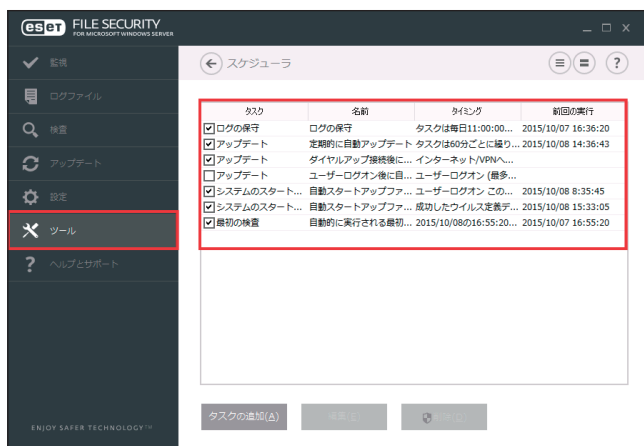 eset FILE SECURITY
FOR MICROSOFT WINDOWS SERVER
監視
ログファイル
検査
アップデート
設定
ツール
ヘルプとサポート
ENJOY SAFER TECHNOLOGY™
スケジューラ
?
タスク 名前 タイミング 前回の実行
ログの保守 ログの保守 タスクは毎日11:00:00... 2015/10/07 16:36:20
アップデート 定期的に自動アップデート タスクは60分ごとに繰り... 2015/10/08 14:36:43
アップデート ダイヤルアップ接続後に... インターネット/VPNへ...
アップデート ユーザーログオン後に自... ユーザーログオン (最多...
システムのスタート... 自動スタートアップファ... ユーザーログオン この... 2015/10/08 8:35:45
システムのスタート... 自動スタートアップファ... 成功したウイルス定義デ... 2015/10/08 15:33:05
最初の検査 自動的に実行される最初... 2015/10/08の16:55:20... 2015/10/07 16:55:20
タスクの追加(A) 編集(E) 削除(D)